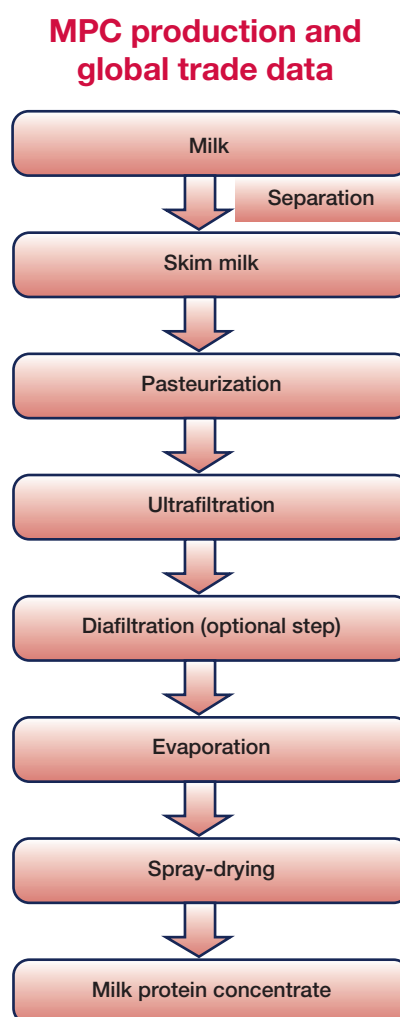 MPC production and
global trade data
Milk
Separation
Skim milk
Pasteurization
Ultrafiltration
Diafiltration (optional step)
Evaporation
Spray-drying
Milk protein concentrate